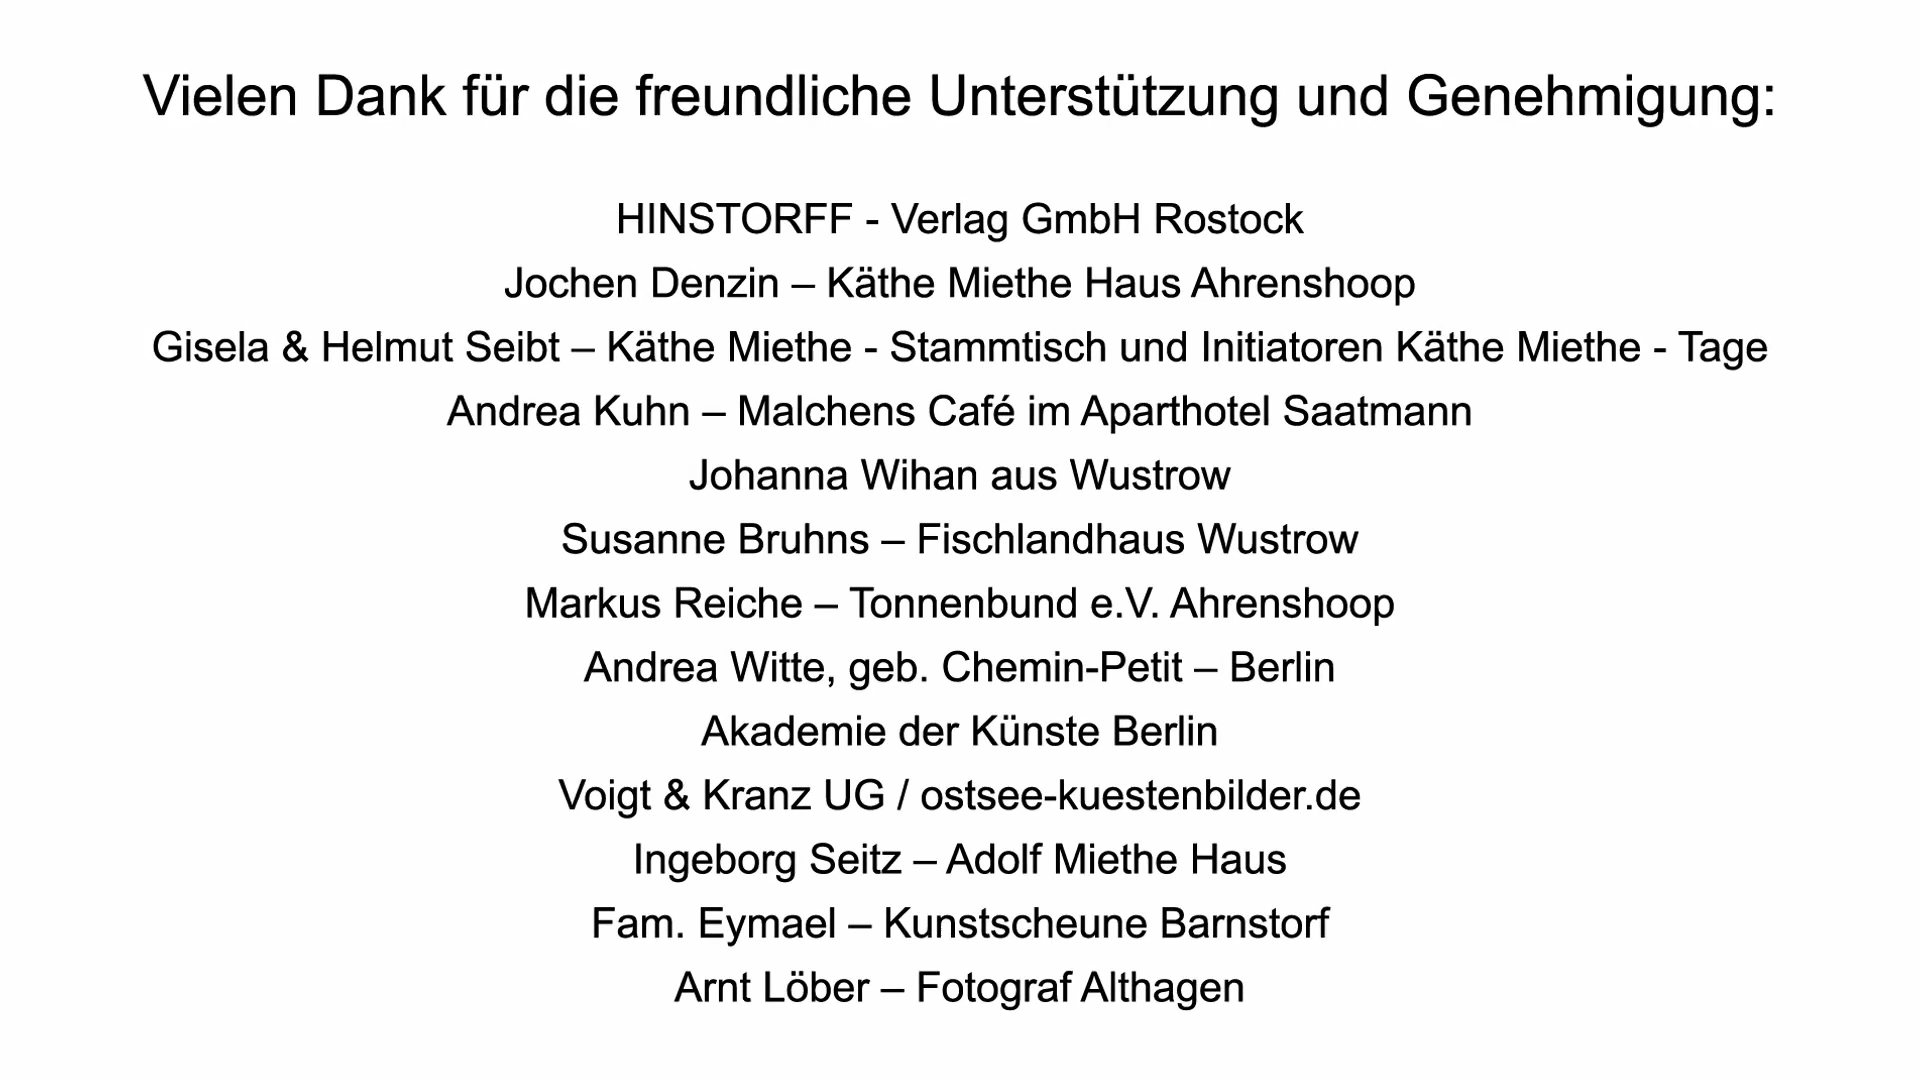 Vielen Dank für die freundliche Unterstützung und Genehmigung:
HINSTORFF - Verlag GmbH Rostock
Jochen Denzin – Käthe Miethe Haus Ahrenshoop
Gisela & Helmut Seibt – Käthe Miethe - Stammtisch und Initiatoren Käthe Miethe - Tage
Andrea Kuhn – Malchens Café im Aparthotel Saatmann
Johanna Wihan aus Wustrow
Susanne Bruhns – Fischlandhaus Wustrow
Markus Reiche – Tonnenbund e.V. Ahrenshoop
Andrea Witte, geb. Chemin-Petit – Berlin
Akademie der Künste Berlin
Voigt & Kranz UG / ostsee-kuestenbilder.de
Ingeborg Seitz – Adolf Miethe Haus
Fam. Eymael – Kunstscheune Barnstorf
Arnt Löber – Fotograf Althagen